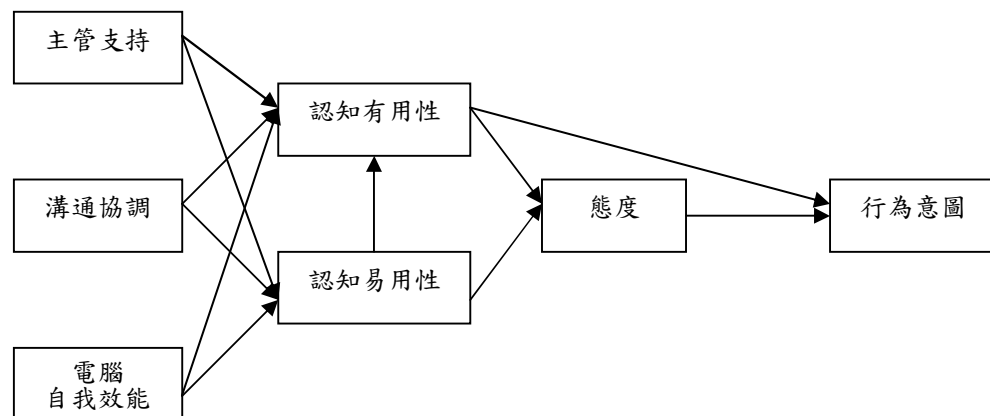 主管支持
認知有用性
溝通協調
態度
行為意圖
認知易用性
電腦
自我效能